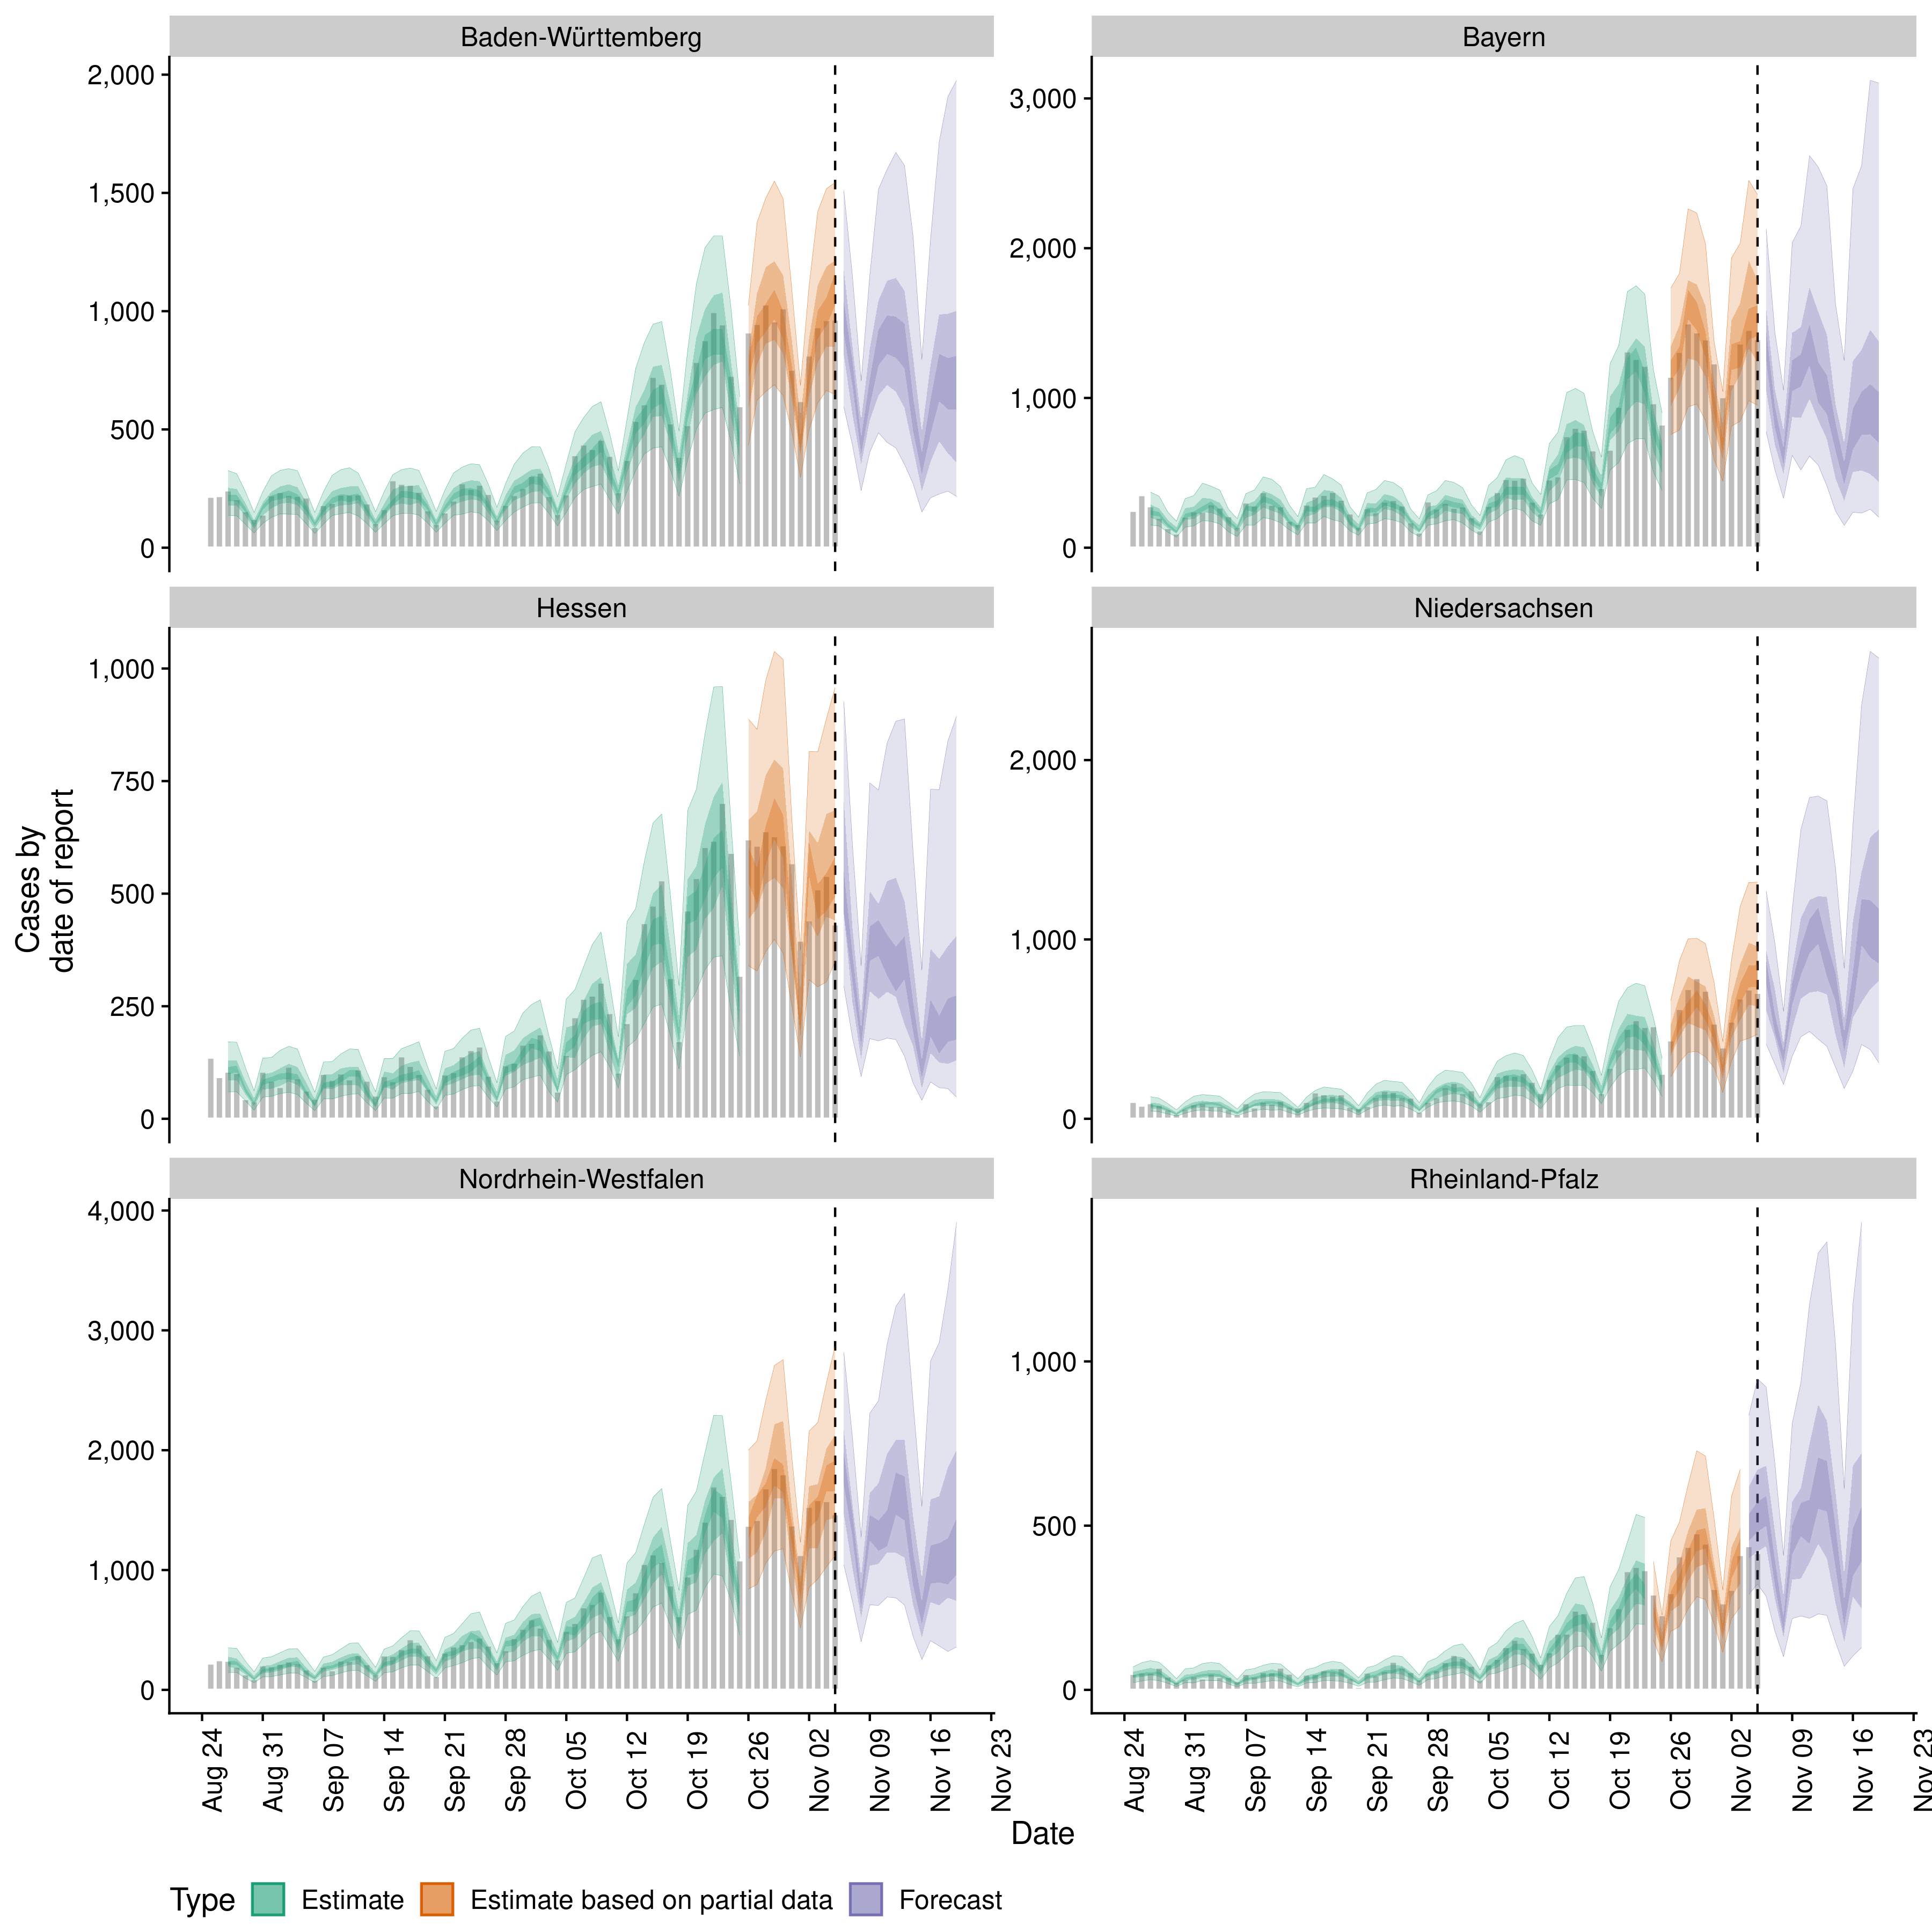 Baden-Württemberg
Bayern
2,000
1,500
1,000
500
0
3,000
2,000
1,000
0
Hessen
Niedersachsen
1,000
750
500
250
0
2,000
1,000
0
Cases by
date of report
Nordrhein-Westfalen
Rheinland-Pfalz
4,000
3,000
2,000
1,000
0
1,000
500
0
Aug 24
Aug 31
Sep 07
Sep 14
Sep 21
Sep 28
Oct 05
Oct 12
Oct 19
Oct 26
Nov 02
Nov 09
Nov 16
Nov 23
Aug 24
Aug 31
Sep 07
Sep 14
Sep 21
Sep 28
Oct 05
Oct 12
Oct 19
Oct 26
Nov 02
Nov 09
Nov 16
Nov 23
Date
Type Estimate Estimate based on partial data Forecast